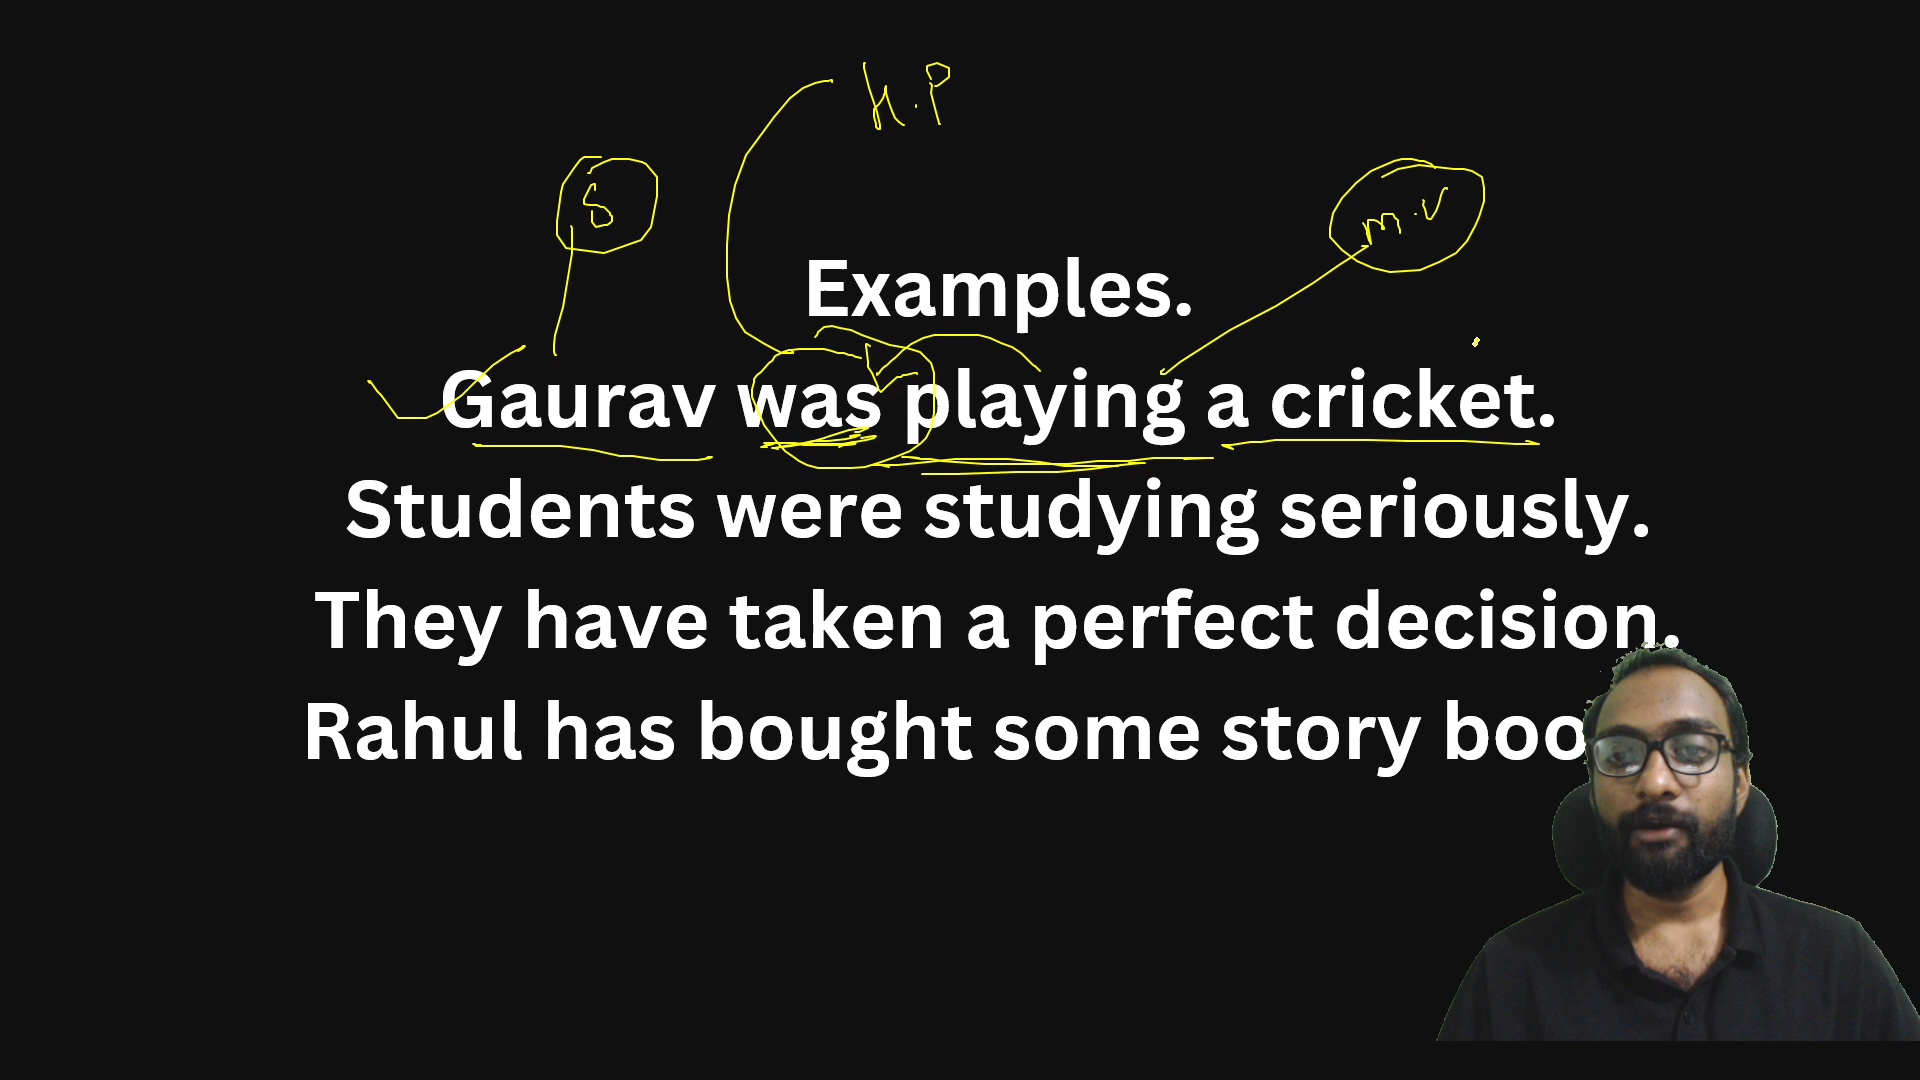 H.P
S
m.v
Examples.
Gaurav was playing a cricket.
Students were studying seriously.
They have taken a perfect decision.
Rahul has bought some story boo